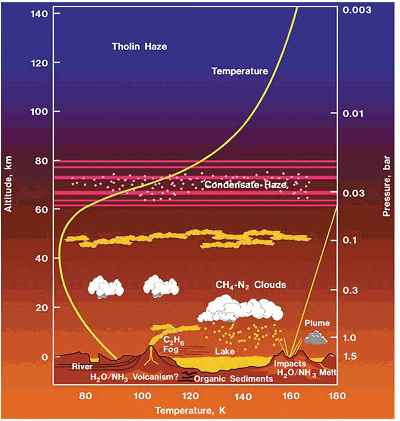 140
120
100
80
60
40
20
0
Altitude, km
0.003
0.01
0.03
0.1
0.3
1.0
1.5
Pressure, bar
Tholin Haze
Temperature
Condensate Haze
CH₄-N₂ Clouds
Plume
C₂H₆
Fog
Lake
River
Impacts
H₂O/NH₃ Volcanism?
H₂O/NH₃ Melt
Organic Sediments
80
100
120
140
160
180
Temperature, K